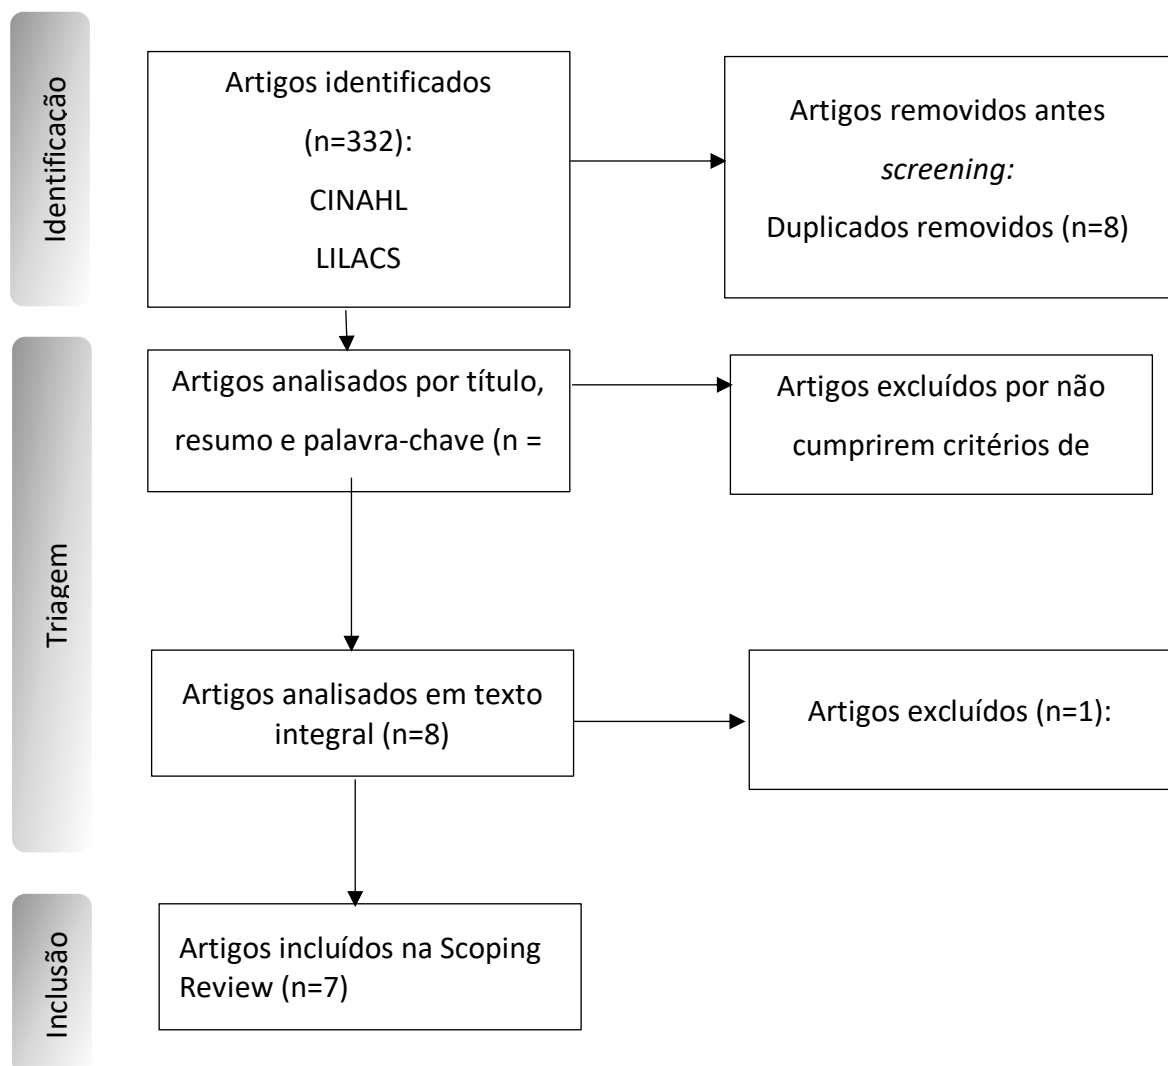 Identificação
Artigos identificados
(n=332):
CINAHL
LILACS
Artigos removidos antes
screening:
Duplicados removidos (n=8)
Triagem
Artigos analisados por título,
resumo e palavra-chave (n =
Artigos excluídos por não
cumprirem critérios de
Artigos analisados em texto
integral (n=8)
Artigos excluídos (n=1):
Inclusão
Artigos incluídos na Scoping
Review (n=7)